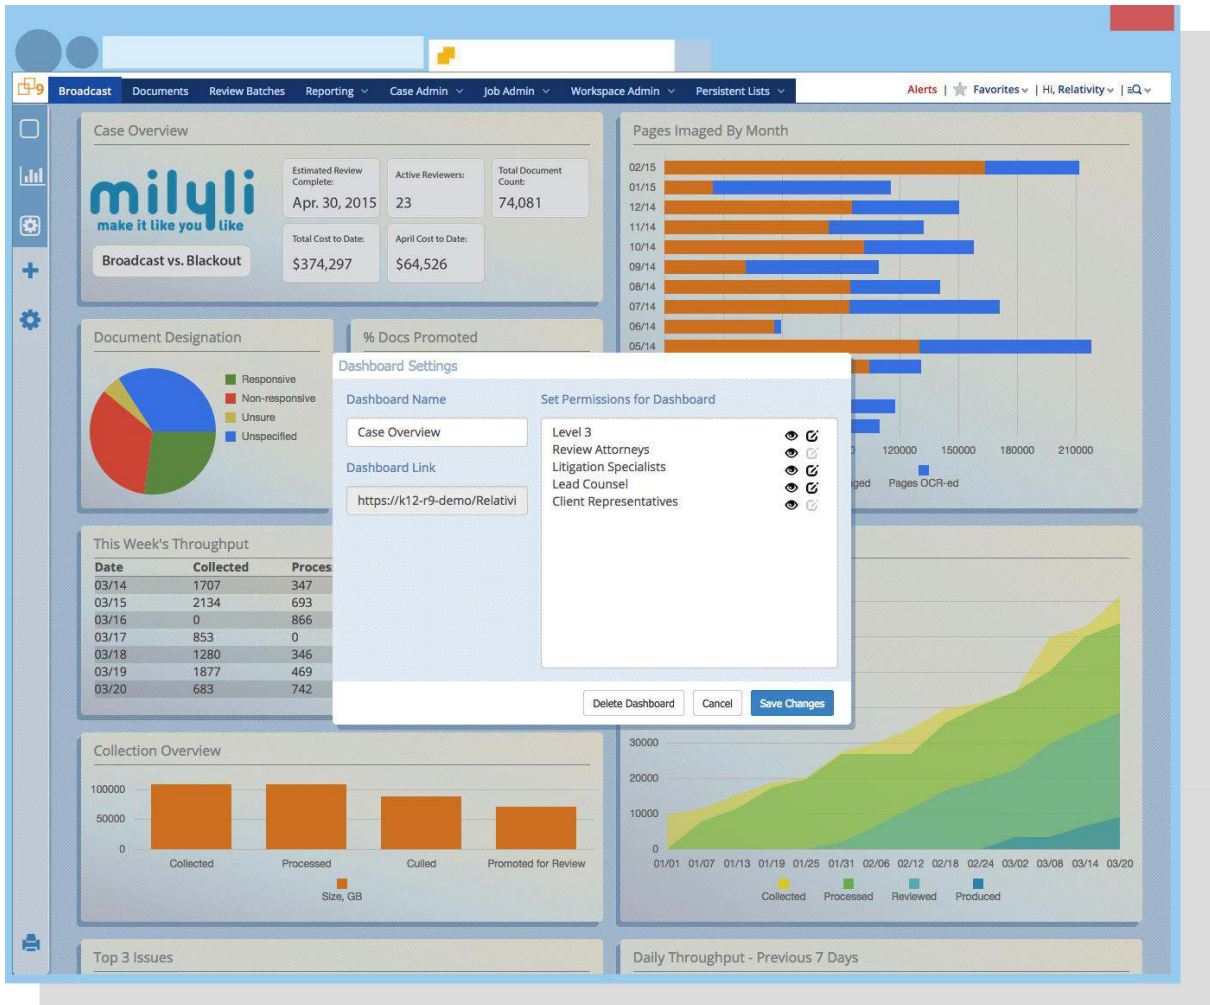 9
Broadcast Documents Review Batches Reporting Case Admin Job Admin Workspace Admin Persistent Lists Alerts | Favorites | Hi, Relativity |
Case Overview
milyli
make it like you like
Broadcast vs. Blackout
Estimated Review
Complete:
Apr. 30, 2015
Active Reviewers:
23
Total Document
Count:
74,081
Total Cost to Date:
$374,297
April Cost to Date:
$64,526
Pages Imaged By Month
02/15
01/15
12/14
11/14
10/14
09/14
08/14
07/14
06/14
05/14
120000 150000 180000 210000
Pages OCR-ed
Document Designation
Responsive
Non-responsive
Unsure
Unspecified
% Docs Promoted
Dashboard Settings
Dashboard Name
Case Overview
Dashboard Link
https://k12-r9-demo/Relativi
Set Permissions for Dashboard
Level 3
Review Attorneys
Litigation Specialists
Lead Counsel
Client Representatives
Delete Dashboard Cancel Save Changes
This Week's Throughput
Date Collected Proces
03/14 1707 347
03/15 2134 693
03/16 0 866
03/17 853 0
03/18 1280 346
03/19 1877 469
03/20 683 742
30000
20000
10000
0
01/01 01/07 01/13 01/19 01/25 01/31 02/06 02/12 02/18 02/24 03/02 03/08 03/14 03/20
Collected Processed Reviewed Produced
Collection Overview
100000
50000
0
Collected Processed Culled Promoted for Review
Size, GB
Top 3 Issues
Daily Throughput - Previous 7 Days